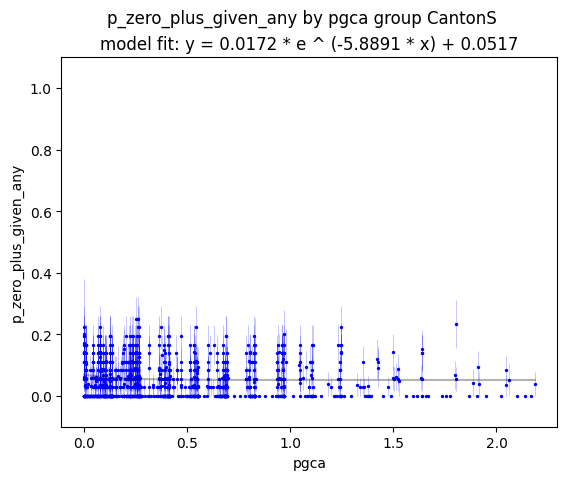 p_zero_plus_given_any by pgca group CantonS
model fit: y = 0.0172 * e ^ (-5.8891 * x) + 0.0517
1.0
0.8
0.6
0.4
0.2
0.0
p_zero_plus_given_any
0.0
0.5
1.0
1.5
2.0
pgca